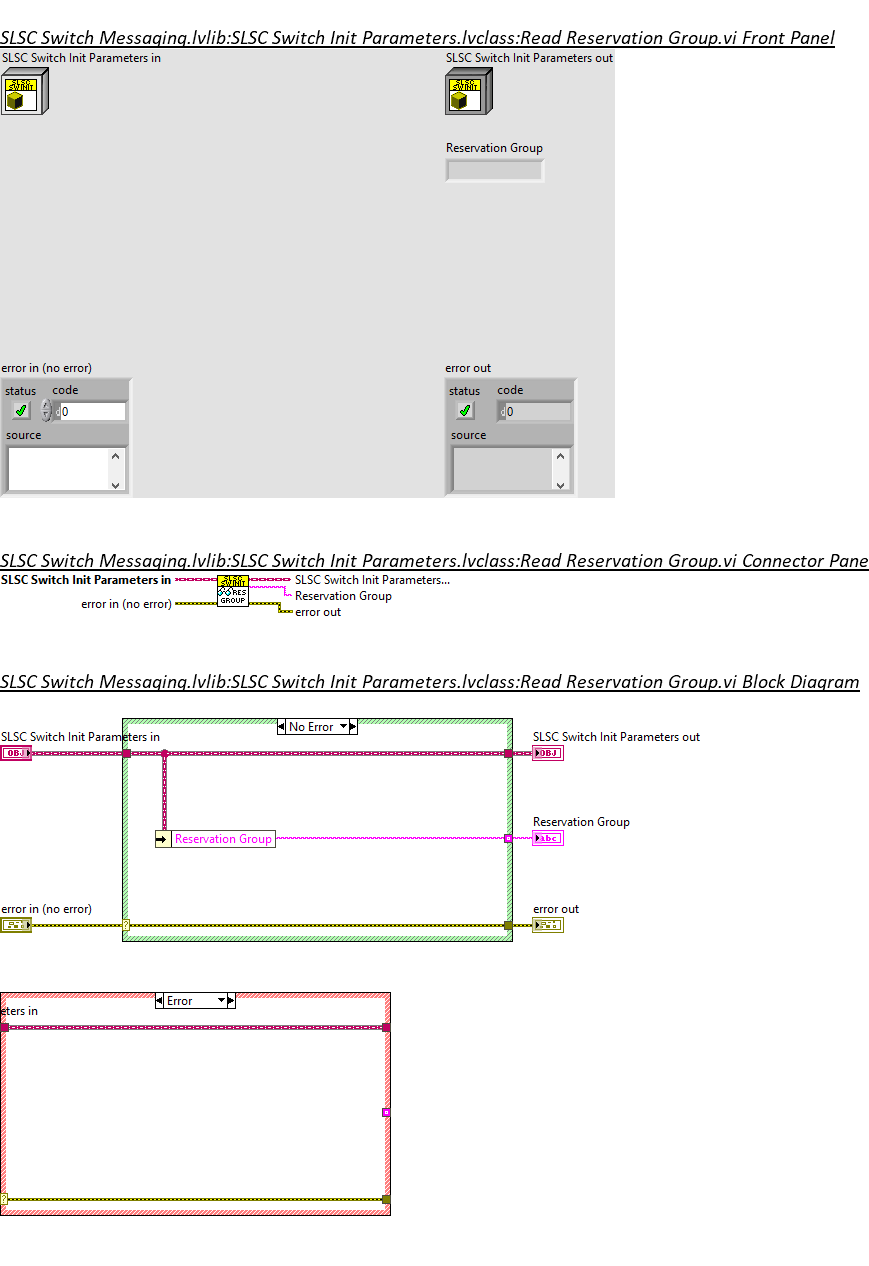 SLSC Switch Messaging.lvlib:SLSC Switch Init Parameters.lvclass:Read Reservation Group.vi Front Panel
SLSC Switch Init Parameters in
SLSC Switch Init Parameters out
SLSC
SW INIT
SLSC
SW INIT
Reservation Group
error in (no error)
error out
status
code
status
code
d
0
d
0
source
source
SLSC Switch Messaging.lvlib:SLSC Switch Init Parameters.lvclass:Read Reservation Group.vi Connector Pane
SLSC Switch Init Parameters in
SLSC
SW INIT
RES
GROUP
SLSC Switch Init Parameters...
Reservation Group
error in (no error)
error out
SLSC Switch Messaging.lvlib:SLSC Switch Init Parameters.lvclass:Read Reservation Group.vi Block Diagram
No Error
SLSC Switch Init Parameters in
SLSC Switch Init Parameters out
OBJ
OBJ
Reservation Group
Reservation Group
abc
error in (no error)
error out
?
Error
eters in
?